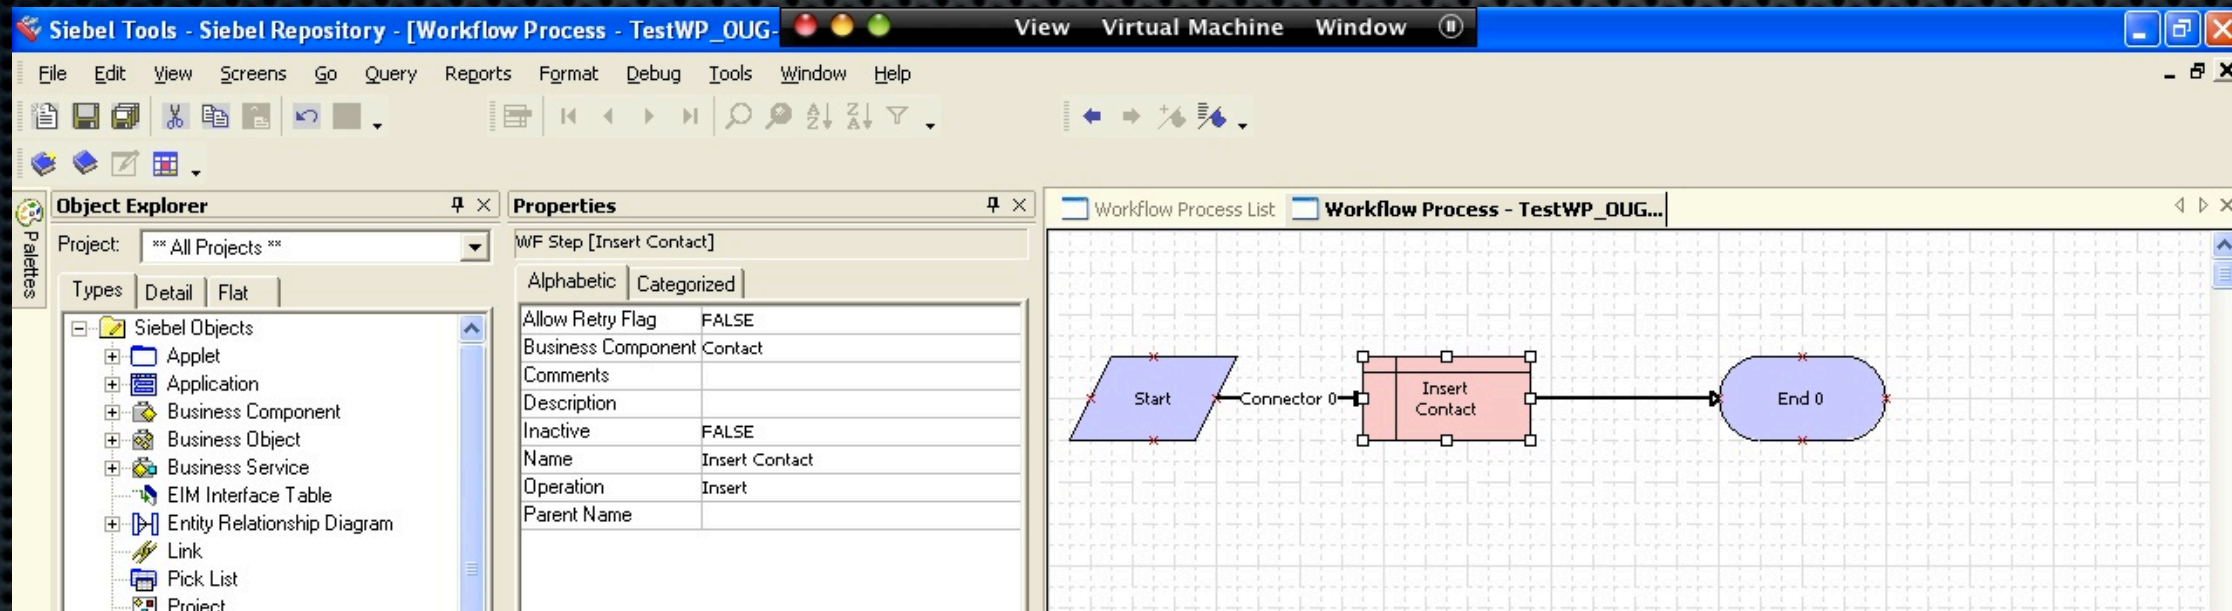 Siebel Tools - Siebel Repository - [Workflow Process - TestWP_OUG-
View Virtual Machine Window
File Edit View Screens Go Query Reports Format Debug Tools Window Help
Palettes
Object Explorer
Project: ** All Projects **
Types Detail Flat
Siebel Objects
Applet
Application
Business Component
Business Object
Business Service
EIM Interface Table
Entity Relationship Diagram
Link
Pick List
Project
Properties
WF Step [Insert Contact]
Alphabetic Categorized
Allow Retry Flag FALSE
Business Component Contact
Comments
Description
Inactive FALSE
Name Insert Contact
Operation Insert
Parent Name
Workflow Process List Workflow Process - TestWP_OUG...
Start
Connector 0
Insert
Contact
End 0